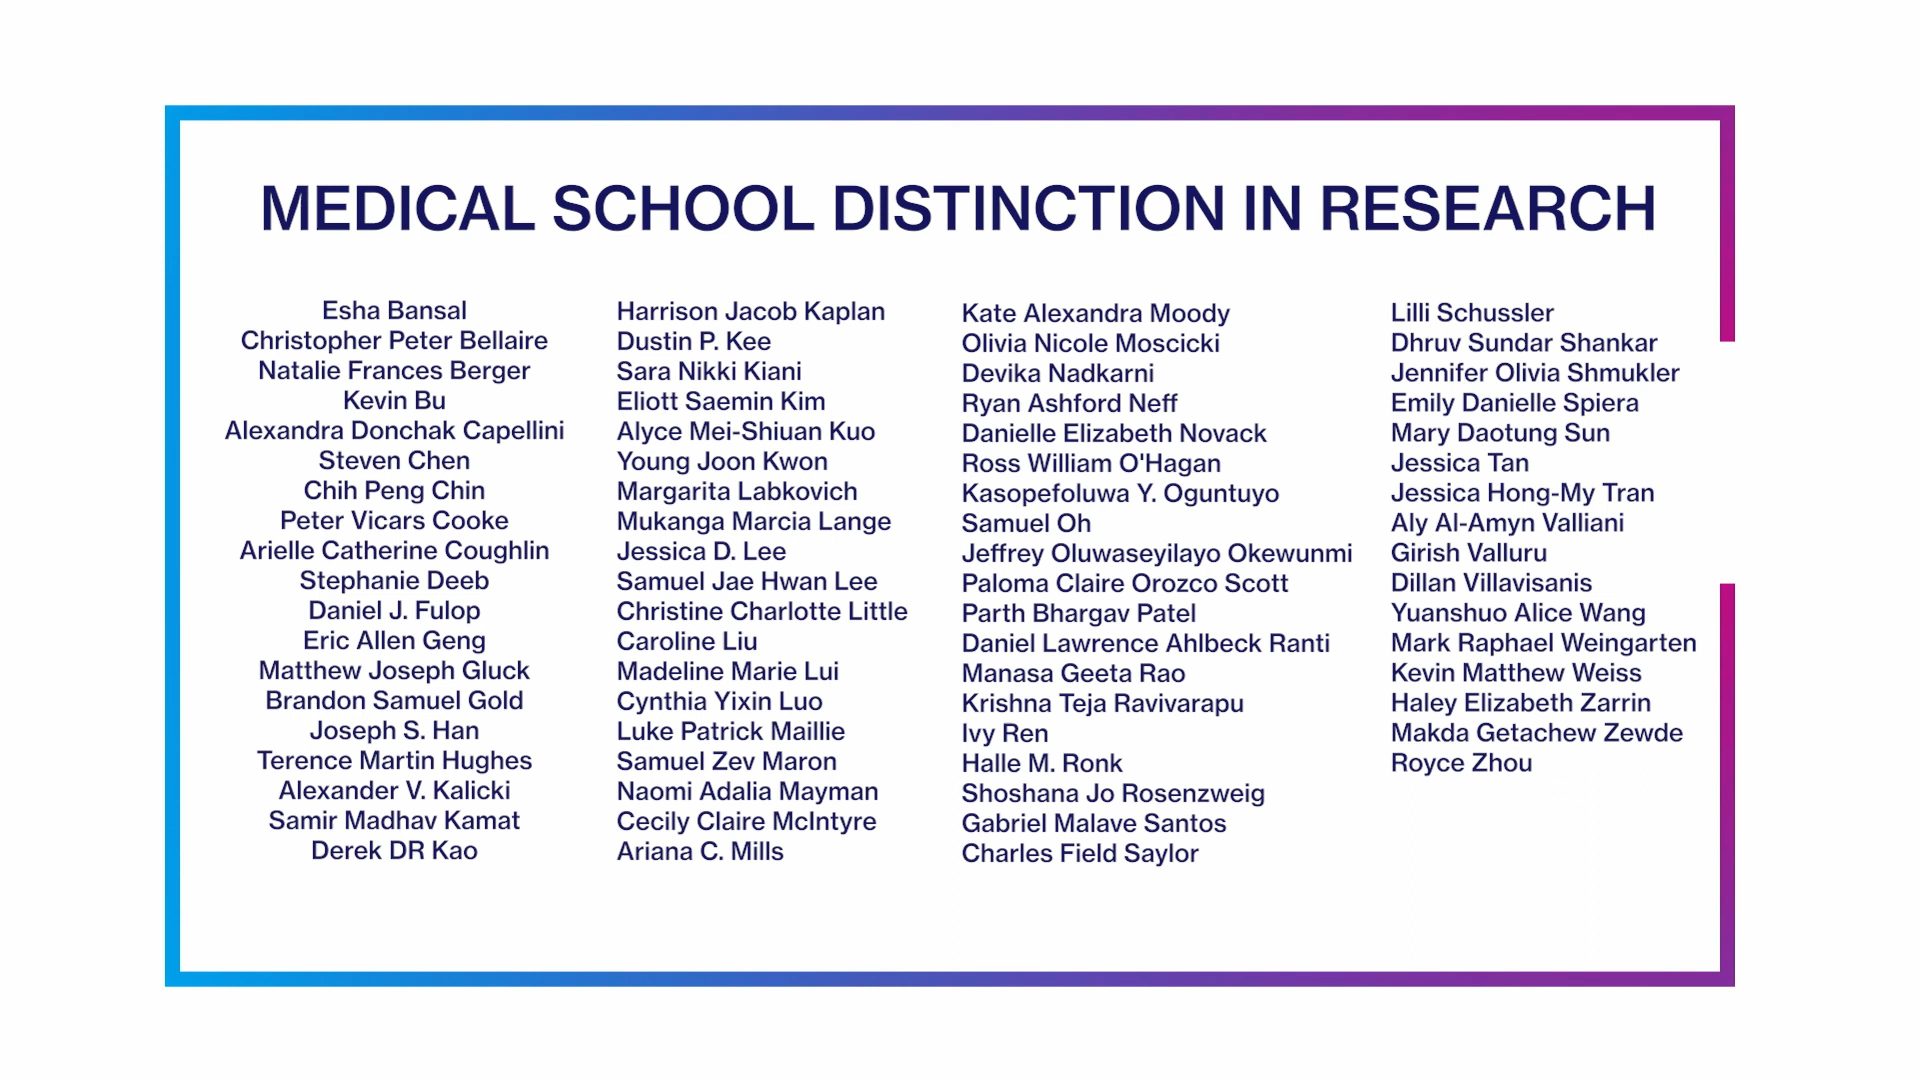 MEDICAL SCHOOL DISTINCTION IN RESEARCH
Esha Bansal
Christopher Peter Bellaire
Natalie Frances Berger
Kevin Bu
Alexandra Donchak Capellini
Steven Chen
Chih Peng Chin
Peter Vicars Cooke
Arielle Catherine Coughlin
Stephanie Deeb
Daniel J. Fulop
Eric Allen Geng
Matthew Joseph Gluck
Brandon Samuel Gold
Joseph S. Han
Terence Martin Hughes
Alexander V. Kalicki
Samir Madhav Kamat
Derek DR Kao
Harrison Jacob Kaplan
Dustin P. Kee
Sara Nikki Kiani
Eliott Saemin Kim
Alyce Mei-Shiuan Kuo
Young Joon Kwon
Margarita Labkovich
Mukanga Marcia Lange
Jessica D. Lee
Samuel Jae Hwan Lee
Christine Charlotte Little
Caroline Liu
Madeline Marie Lui
Cynthia Yixin Luo
Luke Patrick Maillie
Samuel Zev Maron
Naomi Adalia Mayman
Cecily Claire McIntyre
Ariana C. Mills
Kate Alexandra Moody
Olivia Nicole Moscicki
Devika Nadkarni
Ryan Ashford Neff
Danielle Elizabeth Novack
Ross William O'Hagan
Kasopefoluwa Y. Oguntuyo
Samuel Oh
Jeffrey Oluwaseyilayo Okewunmi
Paloma Claire Orozco Scott
Parth Bhargav Patel
Daniel Lawrence Ahlbeck Ranti
Manasa Geeta Rao
Krishna Teja Ravivarapu
Ivy Ren
Halle M. Ronk
Shoshana Jo Rosenzweig
Gabriel Malave Santos
Charles Field Saylor
Lilli Schussler
Dhruv Sundar Shankar
Jennifer Olivia Shmukler
Emily Danielle Spiera
Mary Daotung Sun
Jessica Tan
Jessica Hong-My Tran
Aly Al-Amyn Valliani
Girish Valluru
Dillan Villavisanis
Yuanshuo Alice Wang
Mark Raphael Weingarten
Kevin Matthew Weiss
Haley Elizabeth Zarrin
Makda Getachew Zewde
Royce Zhou